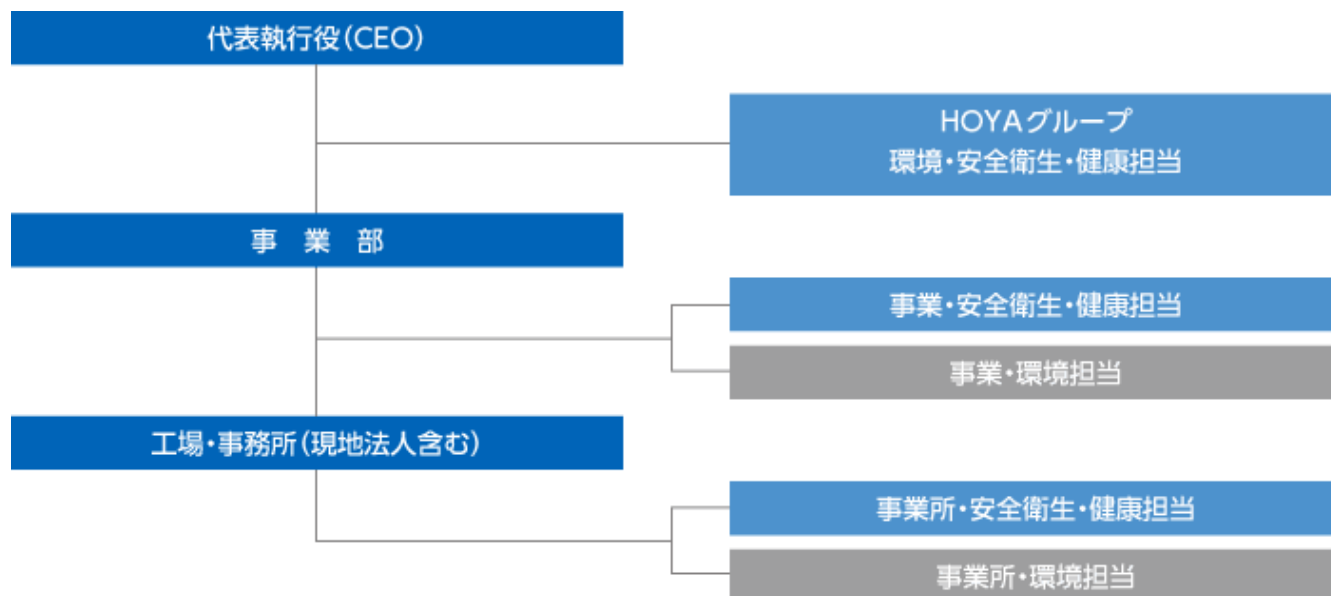 代表執行役(CEO)
HOYAグループ
環境・安全衛生・健康担当
事　業　部
事業・安全衛生・健康担当
事業・環境担当
工場・事務所(現地法人含む)
事業所・安全衛生・健康担当
事業所・環境担当